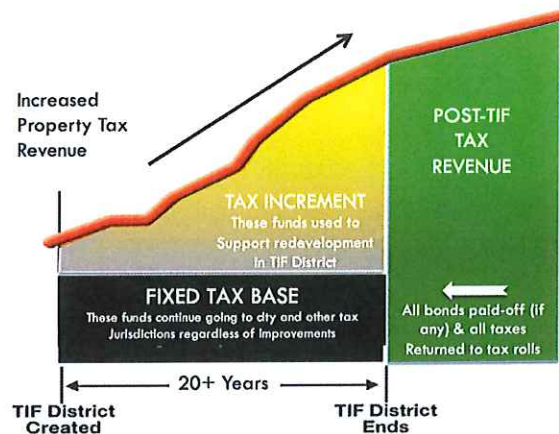 Increased
Property Tax
Revenue
POST-TIF
TAX
REVENUE
TAX INCREMENT
These funds used to
Support redevelopment
in TIF District
FIXED TAX BASE
These funds continue going to city and other tax
Jurisdictions regardless of Improvements
All bonds paid-off (if
any) & all taxes
Returned to tax rolls
20+ Years
TIF District
Created
TIF District
Ends